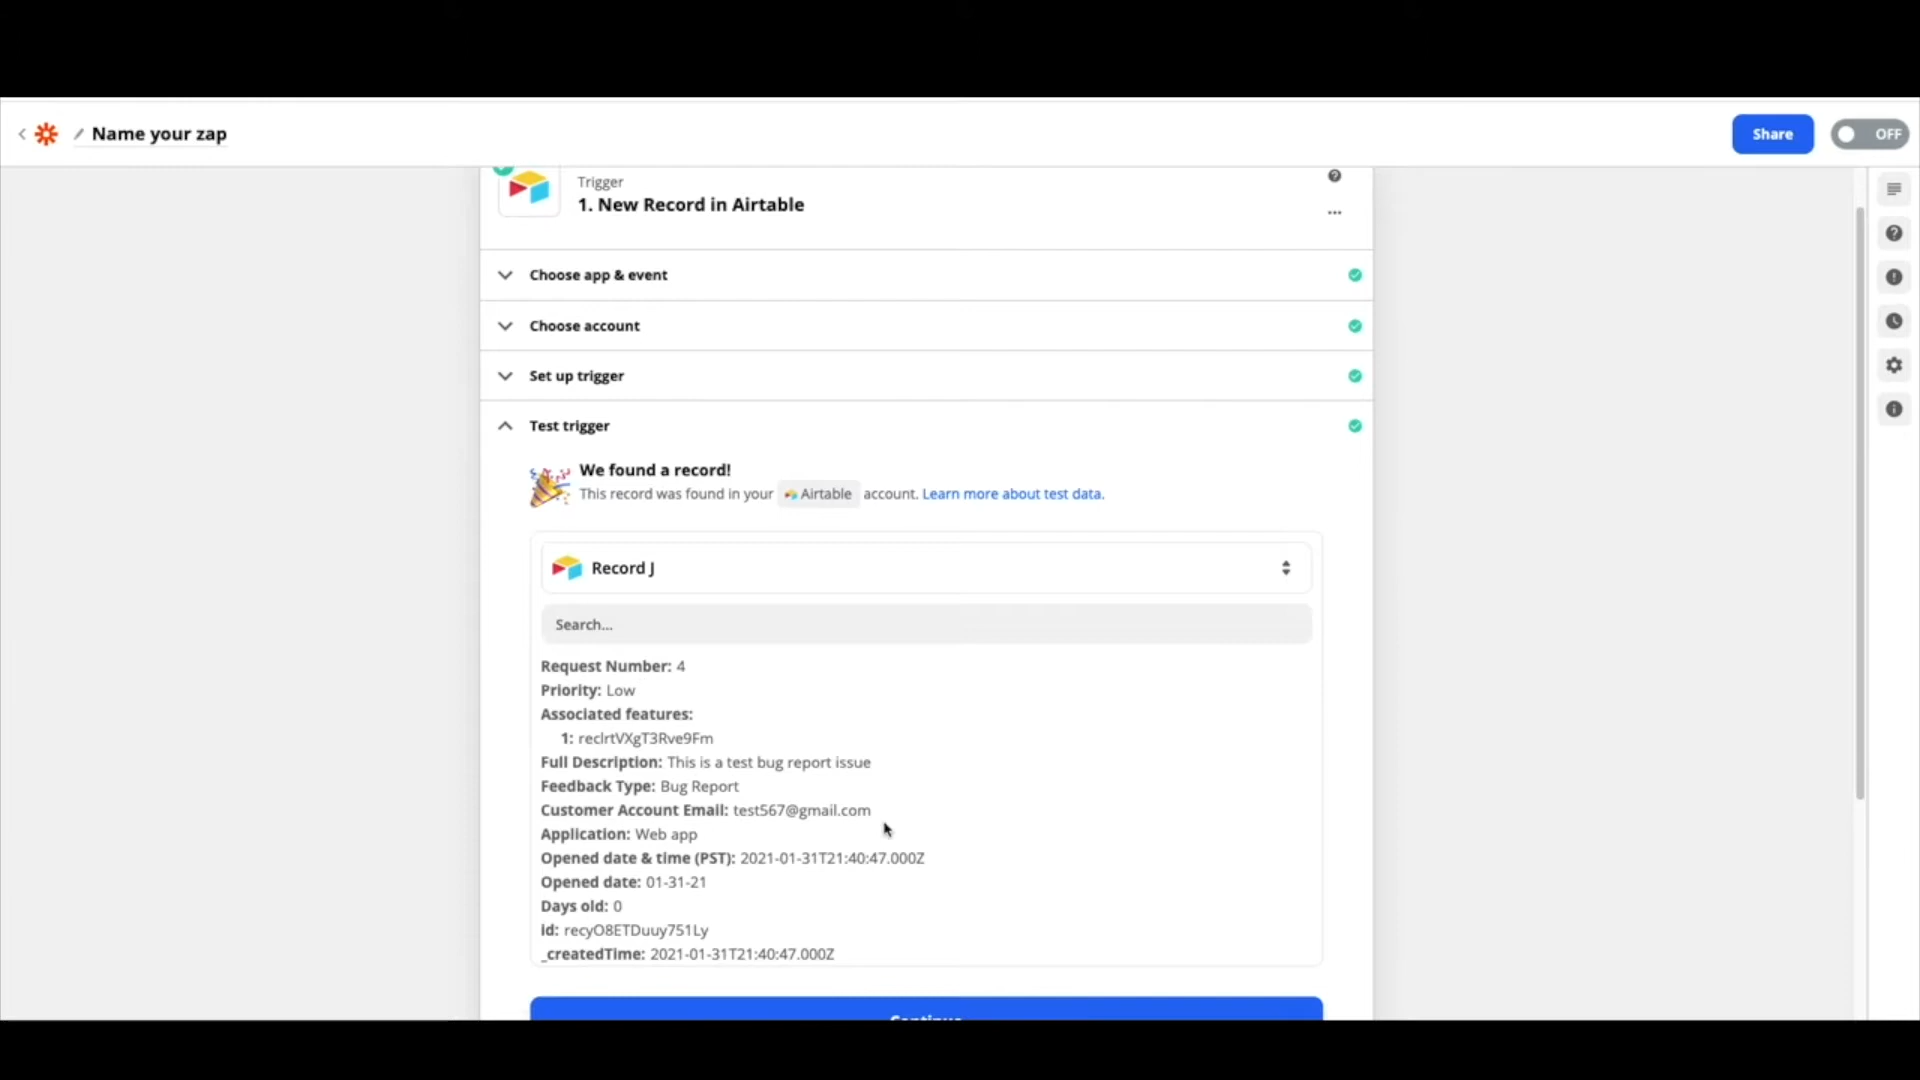 Name your zap
Share
OFF
Trigger
1. New Record in Airtable
Choose app & event
Choose account
Set up trigger
Test trigger
We found a record!
This record was found in your Airtable account. Learn more about test data.
Record J
Search...
Request Number: 4
Priority: Low
Associated features:
1: reclrtVXgT3Rve9Fm
Full Description: This is a test bug report issue
Feedback Type: Bug Report
Customer Account Email: test567@gmail.com
Application: Web app
Opened date & time (PST): 2021-01-31T21:40:47.000Z
Opened date: 01-31-21
Days old: 0
id: recyO8ETDuuy751Ly
_createdTime: 2021-01-31T21:40:47.000Z
Continue